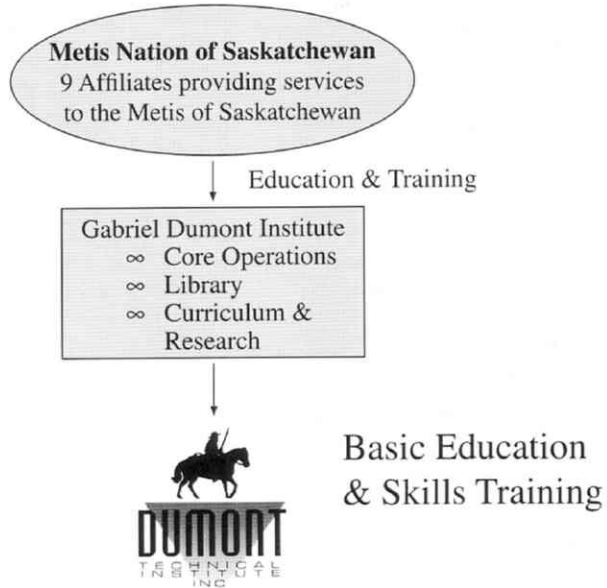 Metis Nation of Saskatchewan
9 Affiliates providing services
to the Metis of Saskatchewan
Education & Training
Gabriel Dumont Institute
∞ Core Operations
∞ Library
∞ Curriculum &
Research
Basic Education
& Skills Training
DUMONT
TECHNICAL
INSTITUTE
INC